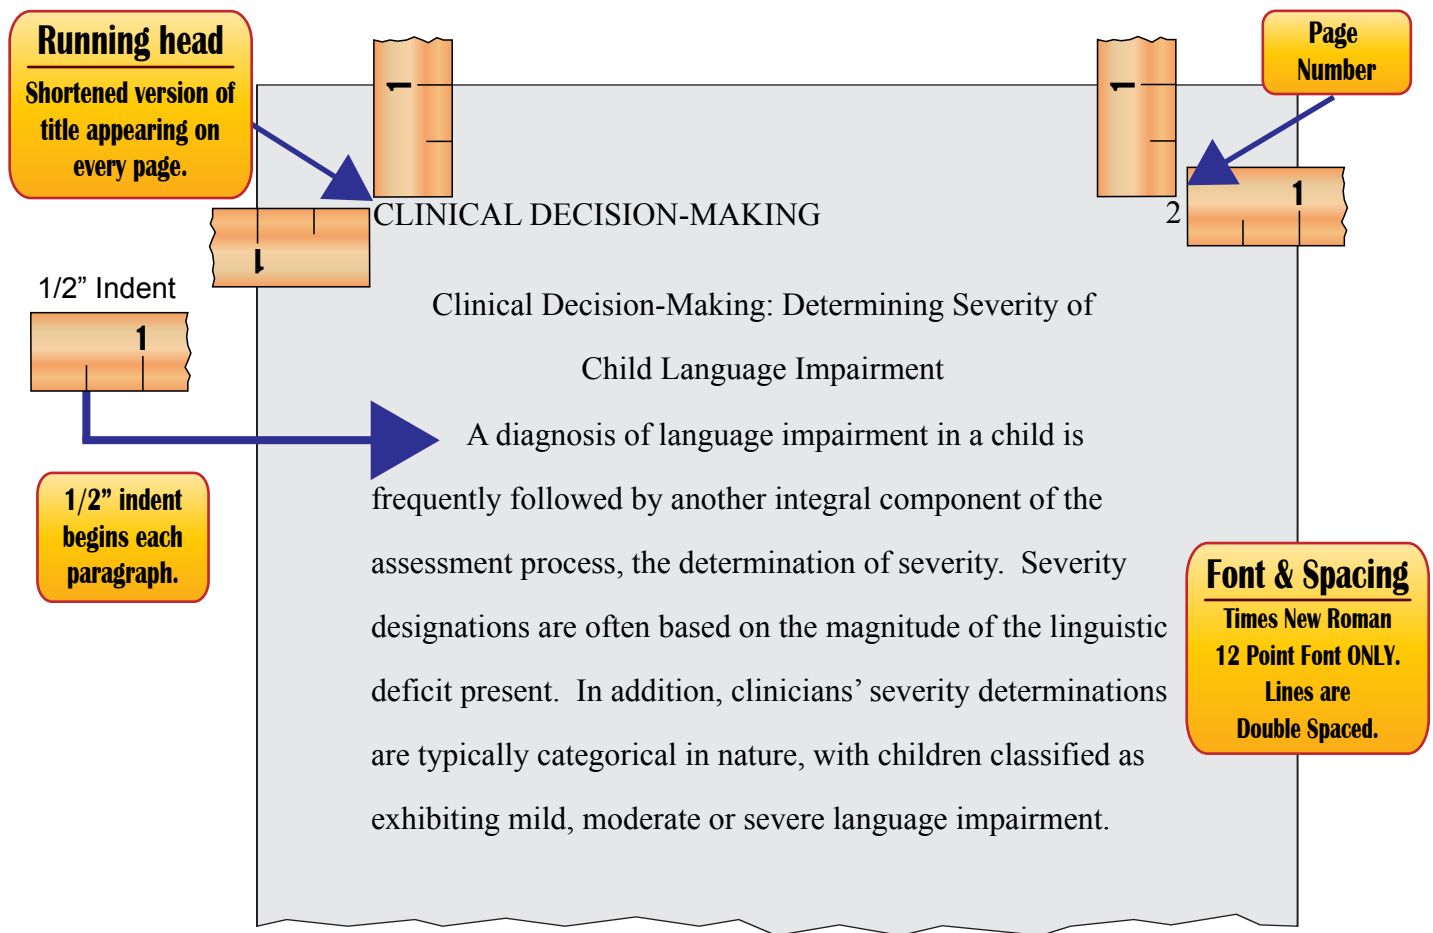 Running head
Shortened version of
title appearing on
every page.
1
1
Page
Number
1
CLINICAL DECISION-MAKING
2
1
1/2” Indent
1
Clinical Decision-Making: Determining Severity of
Child Language Impairment
A diagnosis of language impairment in a child is
frequently followed by another integral component of the
assessment process, the determination of severity.  Severity
designations are often based on the magnitude of the linguistic
deficit present.  In addition, clinicians’ severity determinations
are typically categorical in nature, with children classified as
exhibiting mild, moderate or severe language impairment.
1/2” indent
begins each
paragraph.
Font & Spacing
Times New Roman
12 Point Font ONLY.
Lines are
Double Spaced.